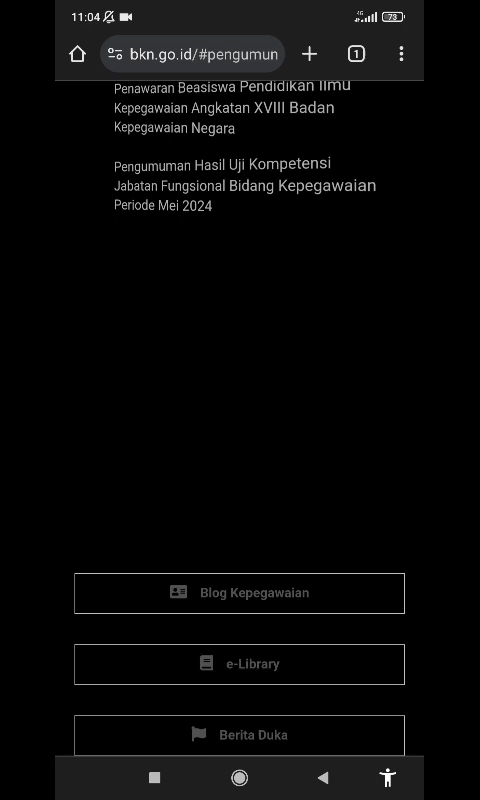 11:04
4G
73
bkn.go.id/#pengumun
1
Penawaran Beasiswa Pendidikan Ilmu
Kepegawaian Angkatan XVIII Badan
Kepegawaian Negara
Pengumuman Hasil Uji Kompetensi
Jabatan Fungsional Bidang Kepegawaian
Periode Mei 2024
Blog Kepegawaian
e-Library
Berita Duka